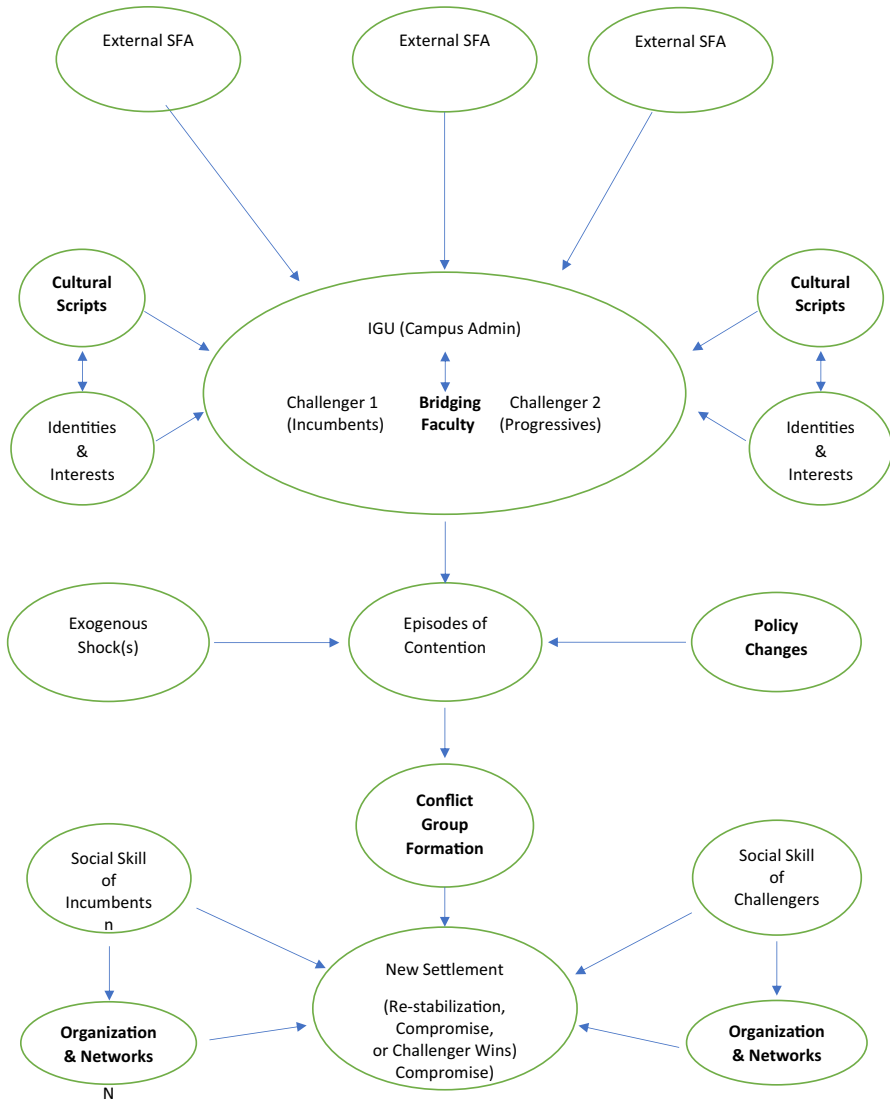 External SFA
External SFA
External SFA
Cultural
Scripts
Cultural
Scripts
IGU (Campus Admin)
Challenger 1
(Incumbents)
Bridging
Faculty
Challenger 2
(Progressives)
Identities
&
Interests
Identities
&
Interests
Exogenous
Shock(s)
Episodes of
Contention
Policy
Changes
Conflict
Group
Formation
Social Skill
of
Incumbents
n
Social Skill
of
Challengers
New Settlement
(Re-stabilization,
Compromise,
or Challenger Wins)
Compromise)
Organization
& Networks
N
Organization
& Networks